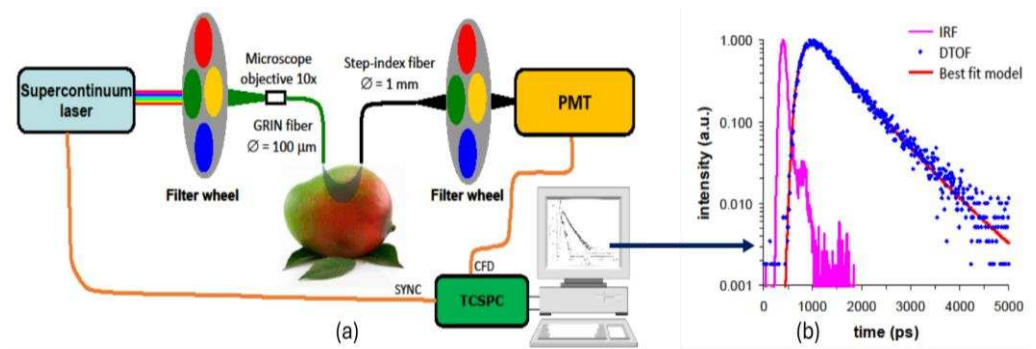 Supercontinuum
laser
Filter wheel
Microscope
objective 10x
GRIN fiber
Ø = 100 µm
Step-index fiber
Ø = 1 mm
Filter wheel
PMT
SYNC
CFD
TCSPC
(a)
IRF
DTOF
Best fit model
intensity (a.u.)
1.000
0.100
0.010
0.001
0 1000 2000 3000 4000 5000
(b)
time (ps)